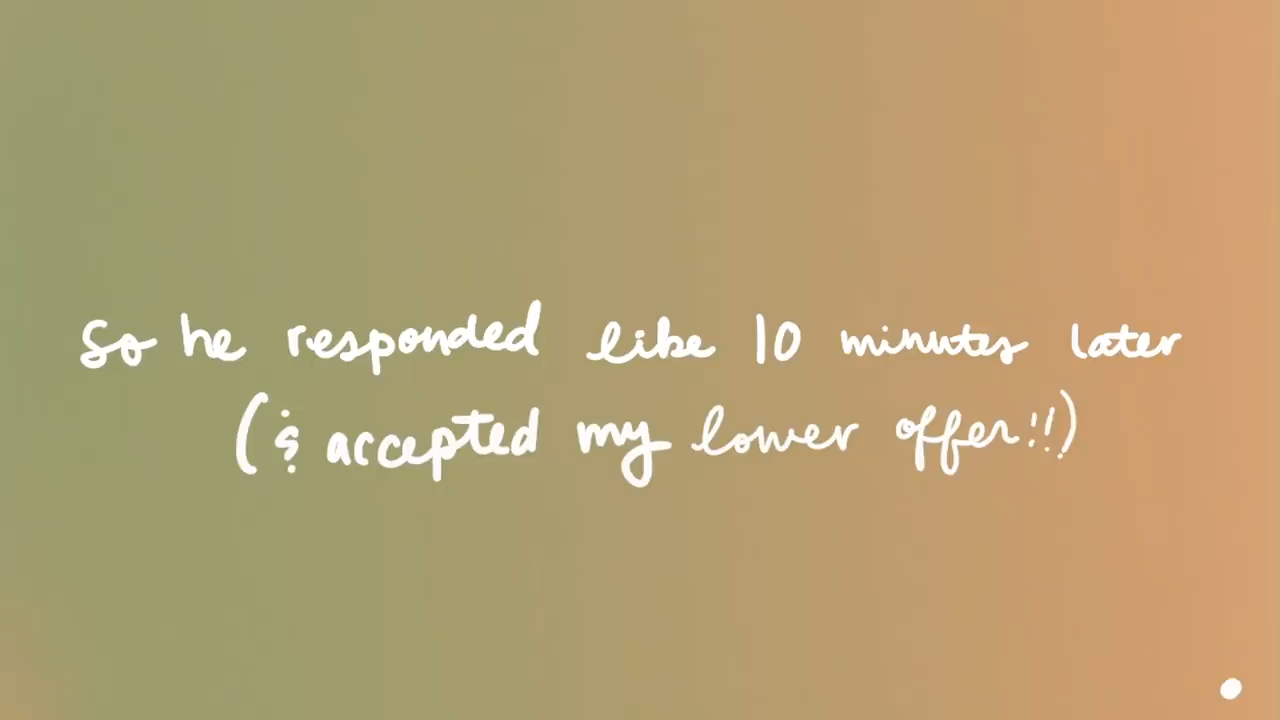 So he responded like 10 minutes later
(& accepted my lower offer!!)